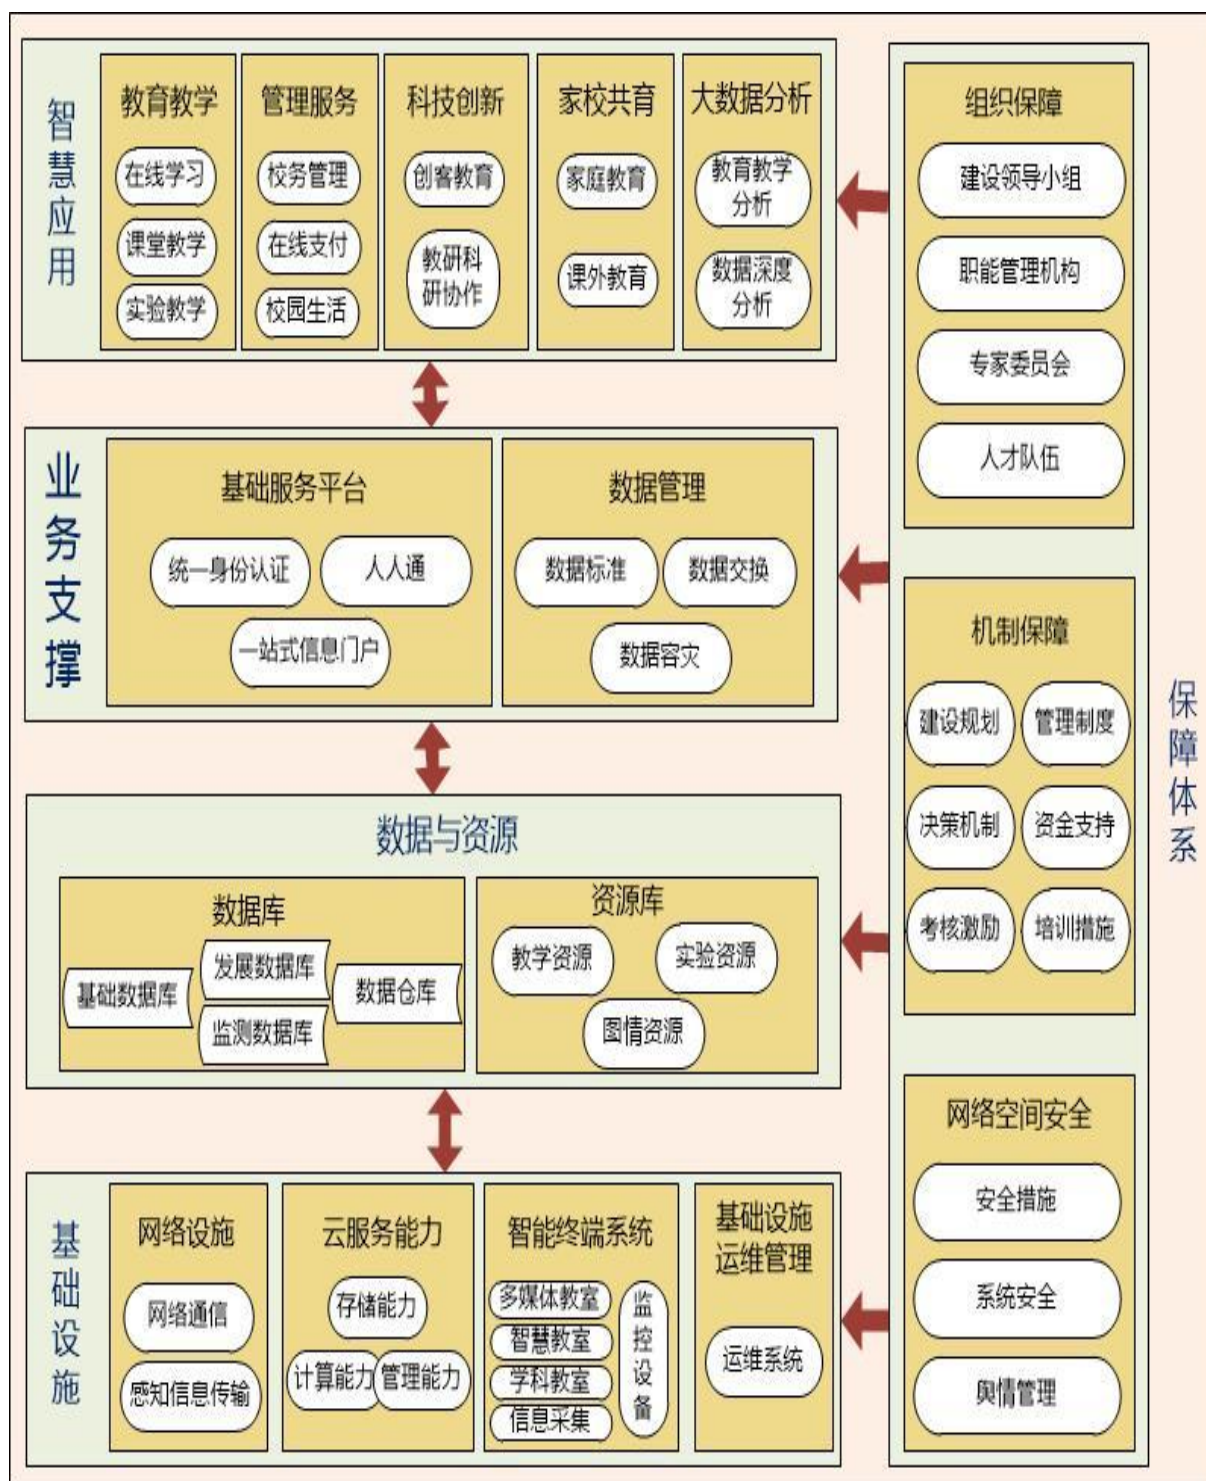 智慧应用
教育教学
在线学习
课堂教学
实验教学
管理服务
校务管理
在线支付
校园生活
科技创新
创客教育
教研科
研协作
家校共育
家庭教育
课外教育
大数据分析
教育教学
分析
数据深度
分析
业务支撑
基础服务平台
统一身份认证
人人通
一站式信息门户
数据管理
数据标准
数据交换
数据容灾
数据与资源
数据库
基础数据库
发展数据库
监测数据库
数据仓库
资源库
教学资源
实验资源
图情资源
基础设施
网络设施
网络通信
感知信息传输
云服务能力
存储能力
计算能力
管理能力
智能终端系统
多媒体教室
智慧教室
学科教室
信息采集
监控设备
基础设施
运维管理
运维系统
保障体系
组织保障
建设领导小组
职能管理机构
专家委员会
人才队伍
机制保障
建设规划
管理制度
决策机制
资金支持
考核激励
培训措施
网络空间安全
安全措施
系统安全
舆情管理